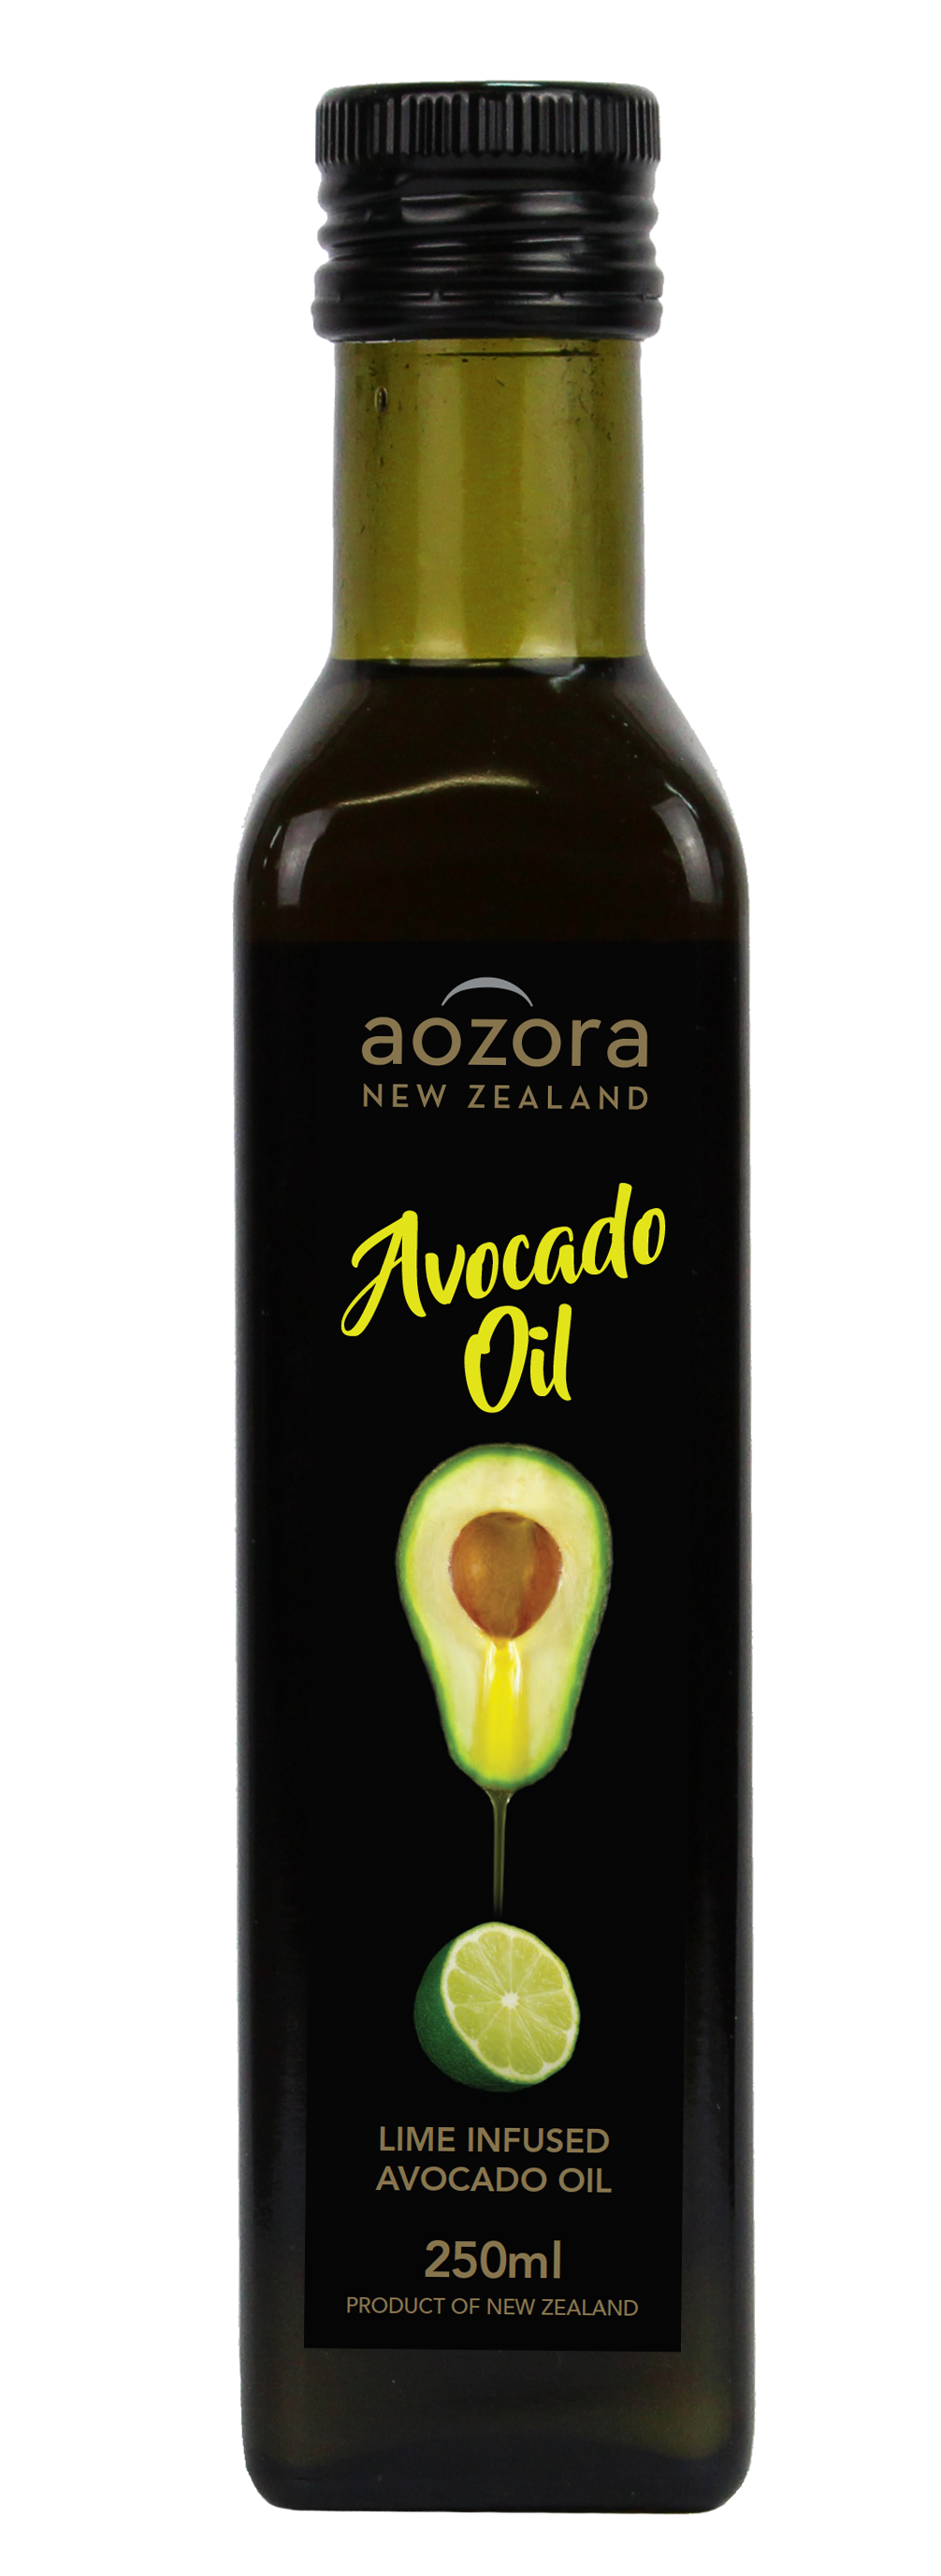 aozora
NEW ZEALAND
Avocado
Oil
LIME INFUSED
AVOCADO OIL
250ml
PRODUCT OF NEW ZEALAND